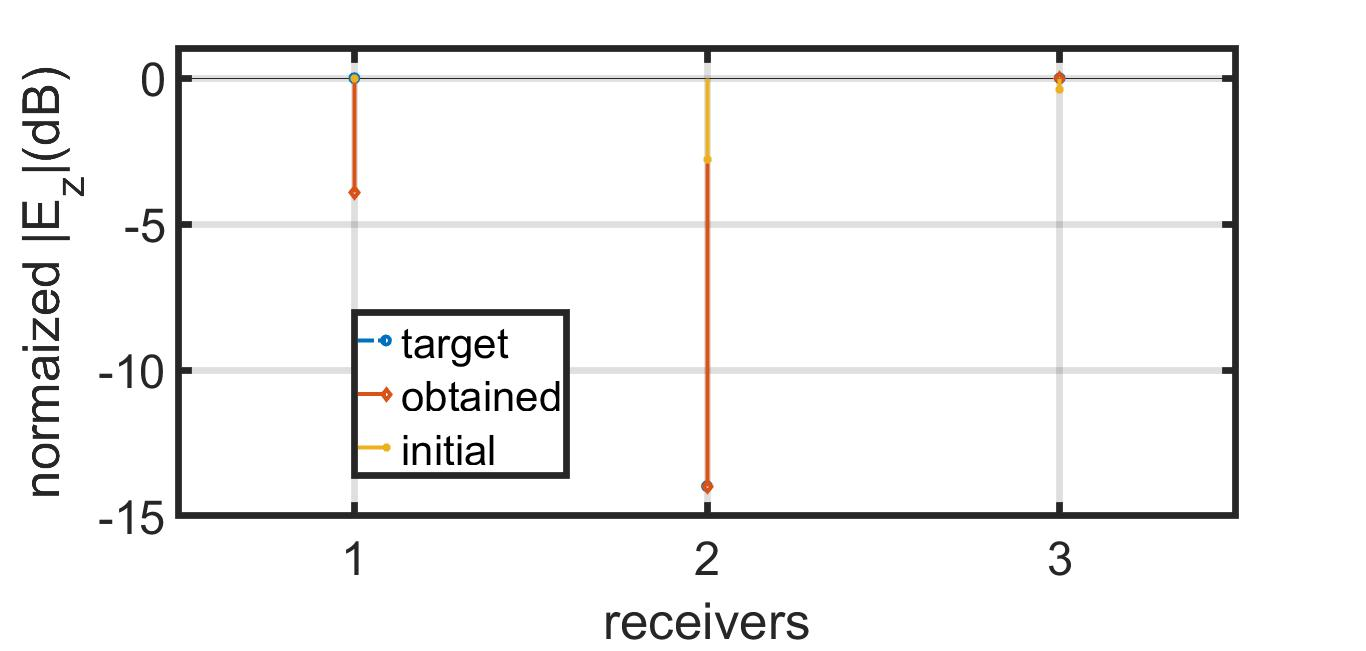 normaized |E_z|(dB)
0
-5
-10
-15
target
obtained
initial
1 2 3
receivers